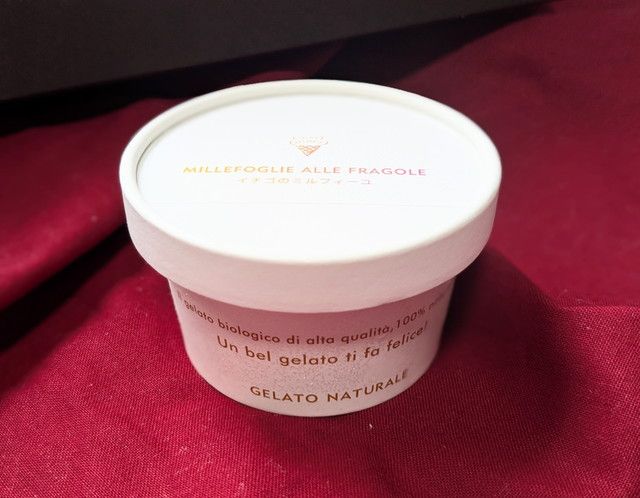 MILLEFOGLIE ALLE FRAGOLE
イチゴのミルフィーユ
gelato biologico di alta qualità, 100%
Un bel gelato ti fa felice!
GELATO NATURALE